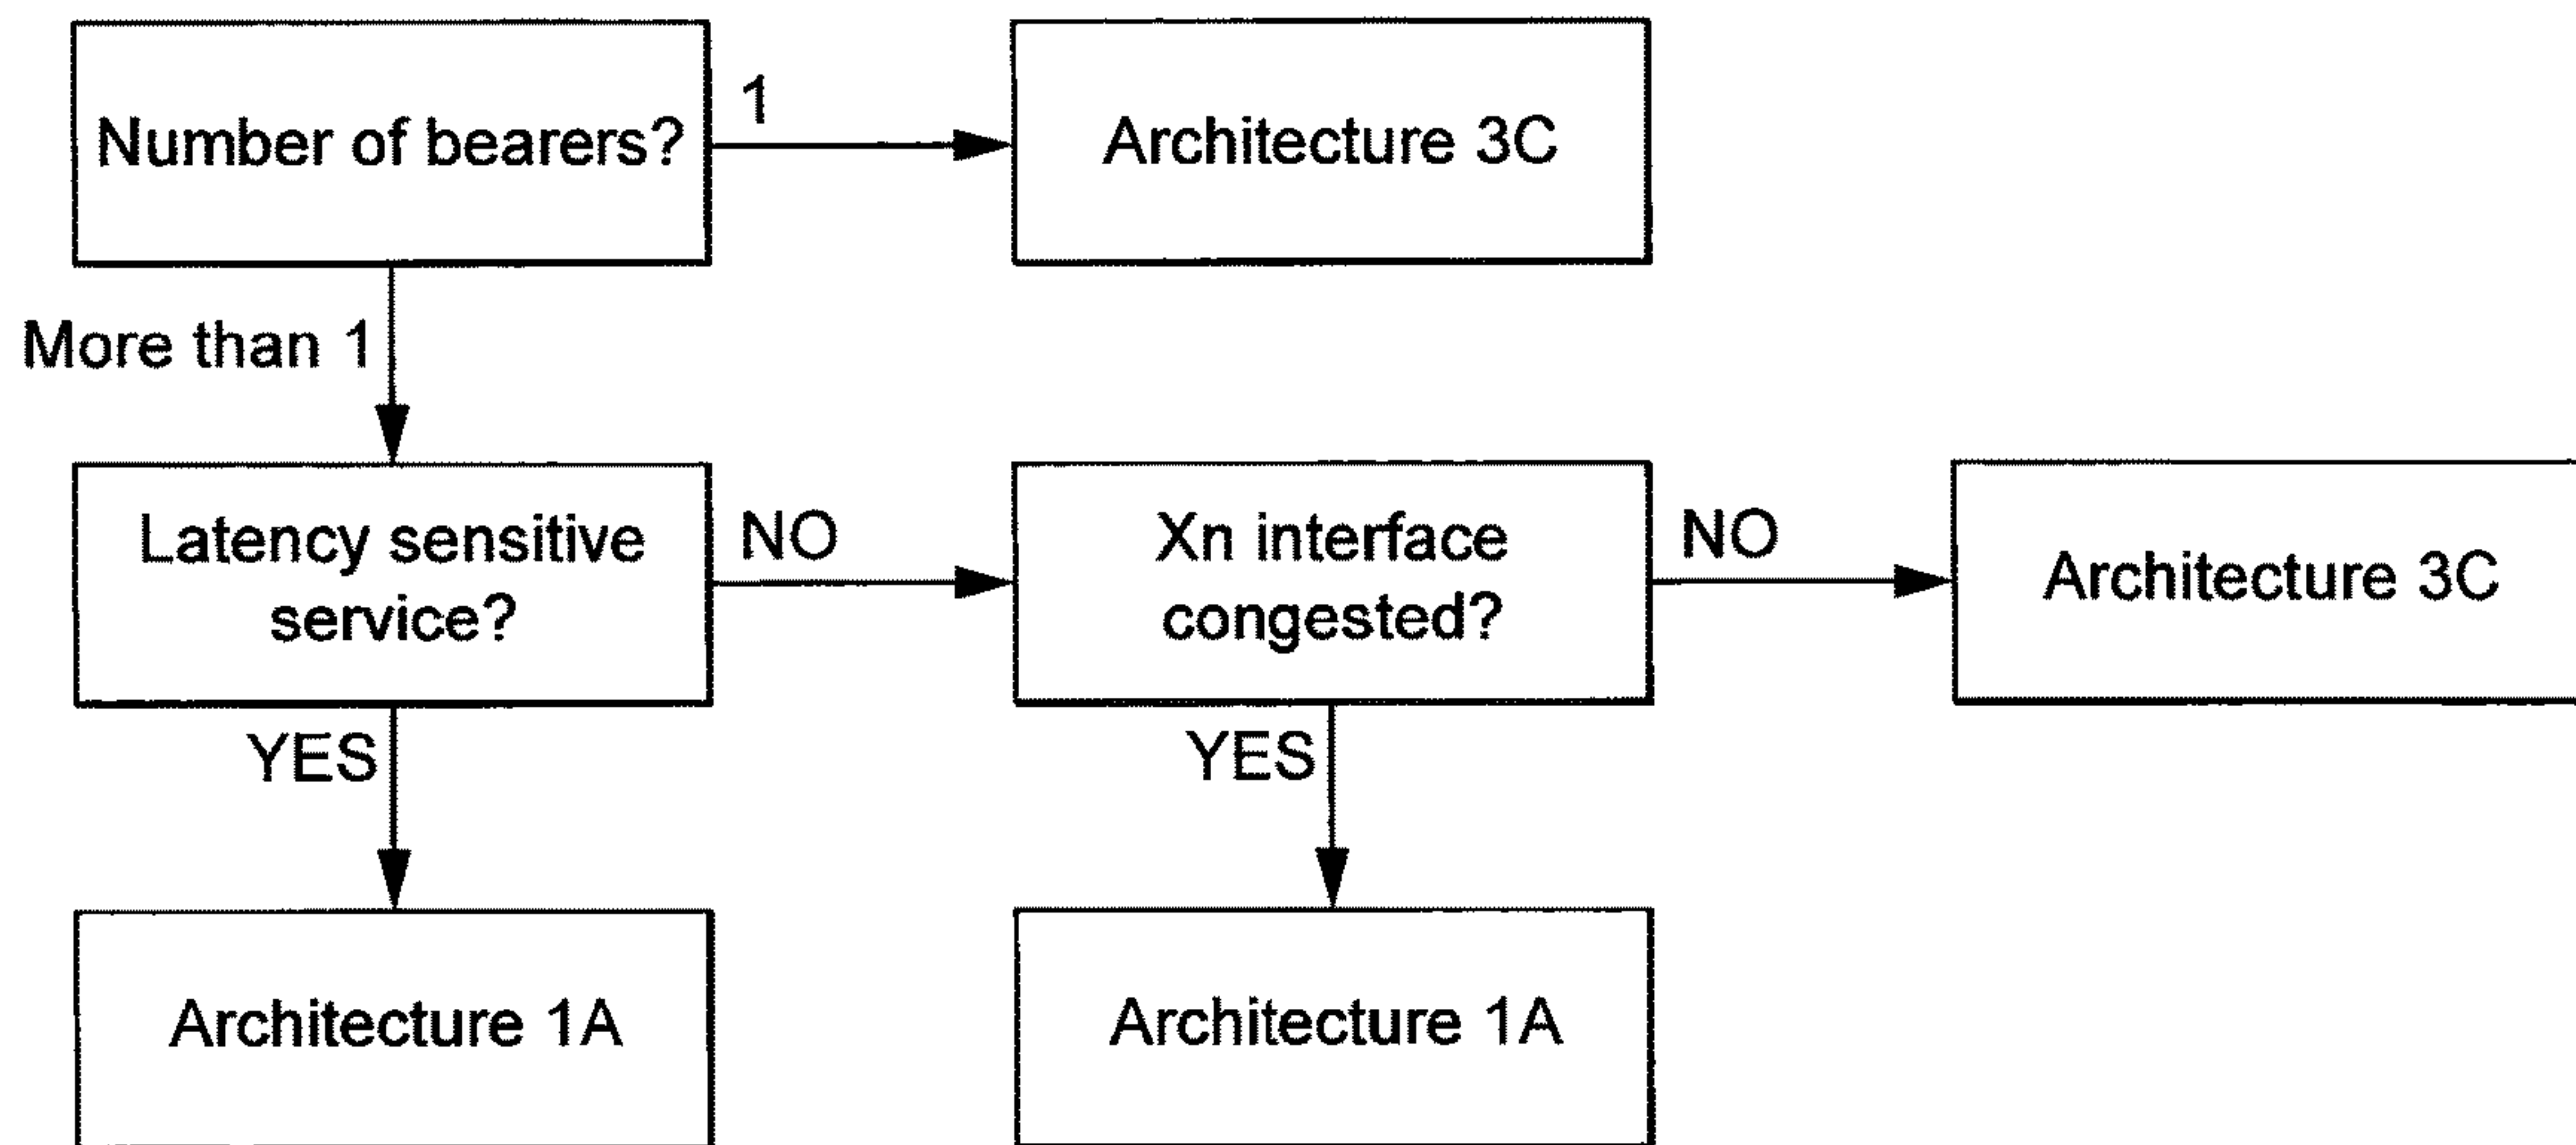 Number of bearers?
1
Architecture 3C
More than 1
Latency sensitive
service?
NO
Xn interface
congested?
NO
Architecture 3C
YES
YES
Architecture 1A
Architecture 1A